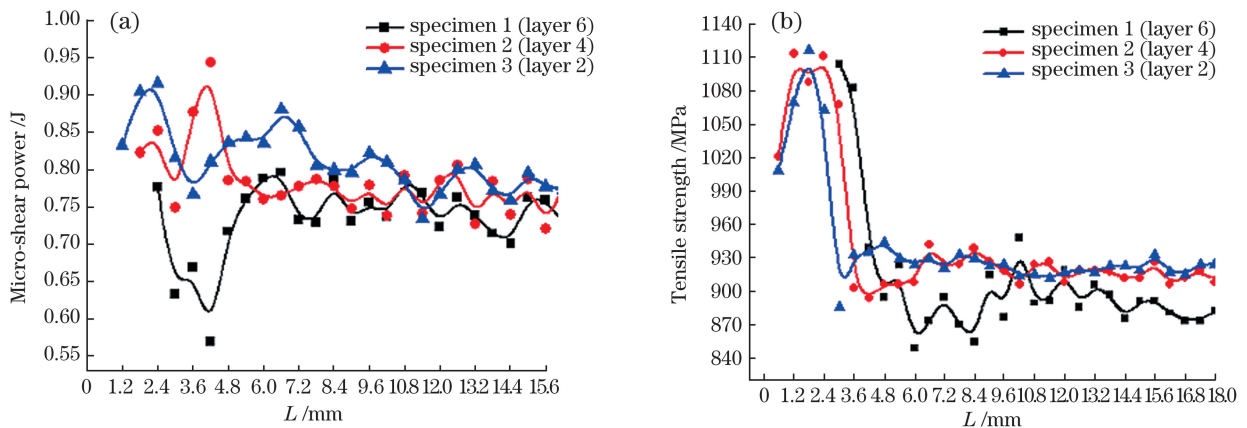 (a)
specimen 1 (layer 6)
specimen 2 (layer 4)
specimen 3 (layer 2)
Micro-shear power /J
1.00
0.95
0.90
0.85
0.80
0.75
0.70
0.65
0.60
0.55
0 1.2 2.4 3.6 4.8 6.0 7.2 8.4 9.6 10.8 12.0 13.2 14.4 15.6
L /mm
(b)
specimen 1 (layer 6)
specimen 2 (layer 4)
specimen 3 (layer 2)
Tensile strength /MPa
1140
1110
1080
1050
1020
990
960
930
900
870
840
0 1.2 2.4 3.6 4.8 6.0 7.2 8.4 9.6 10.8 12.0 13.2 14.4 15.6 16.8 18.0
L /mm